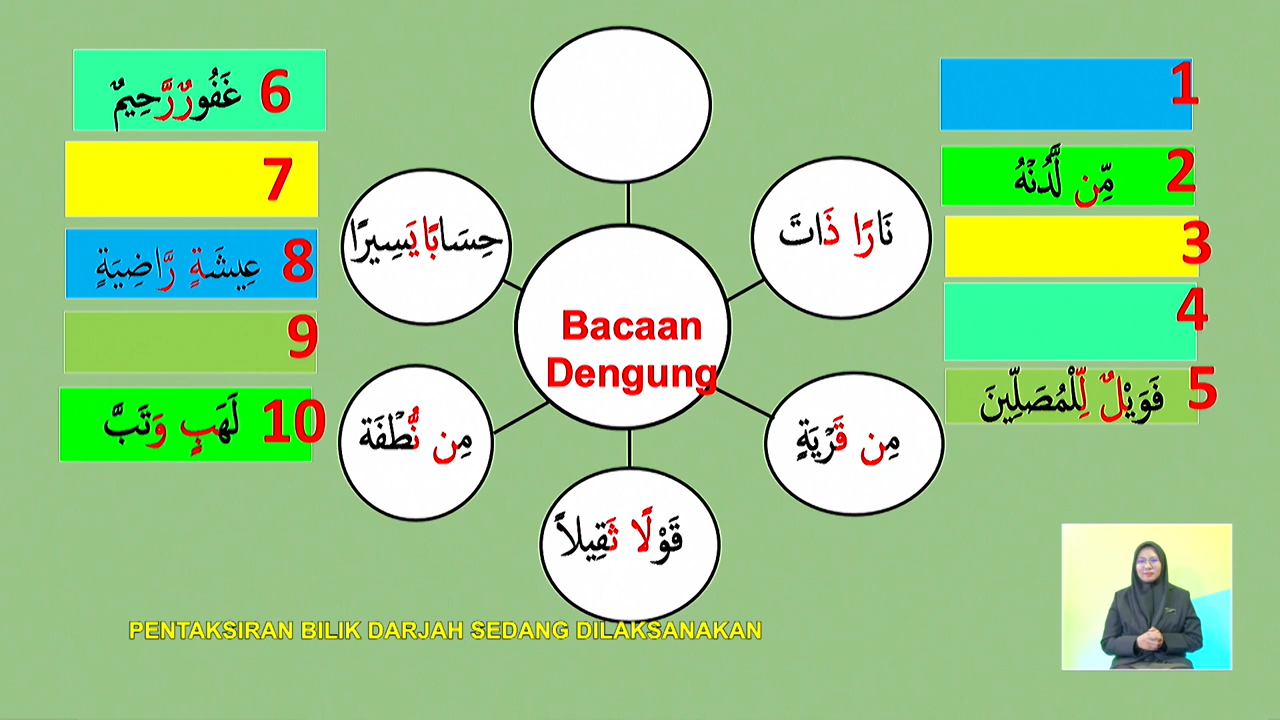 غَفُورٌ رَّحِيمٌ 6
7
عِيشَةٍ رَّاضِيَةٍ 8
9
لَهَبٍ وَتَبَّ 10
حِسَابًا يَسِيرًا
مِن نُّطْفَة
Bacaan
Dengung
قَوْلًا ثَقِيلاً
نَارًا ذَاتَ
مِن قَرْيَةٍ
1
مِّن لَّدُنْهُ 2
3
4
فَوَيْلٌ لِّلْمُصَلِّينَ 5
PENTAKSIRAN BILIK DARJAH SEDANG DILAKSANAKAN